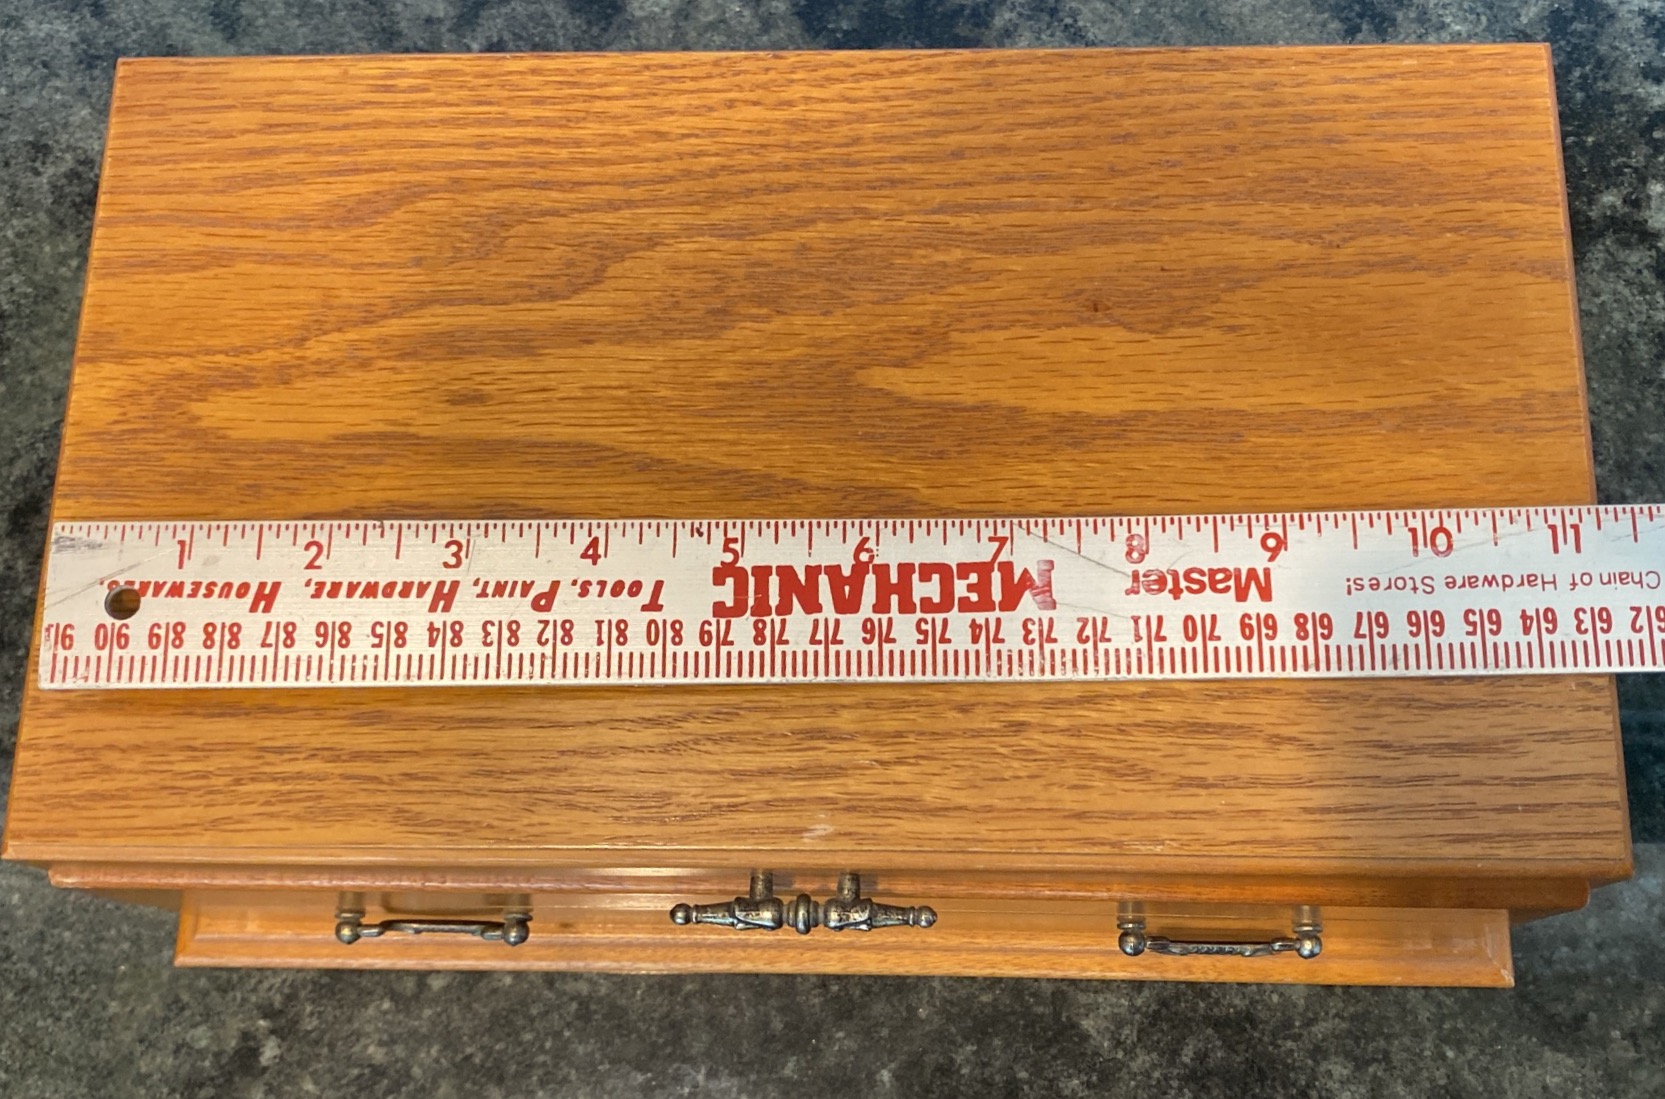 1 2 3 4 5 6 7 8 9 10 11
Chain of Hardware Stores! Master MECHANIC TOOLS, PAINT, HARDWARE, HOUSEWARES.
62 63 64 65 66 67 68 69 70 71 72 73 74 75 76 77 78 79 80 81 82 83 84 85 86 87 88 89 90 91